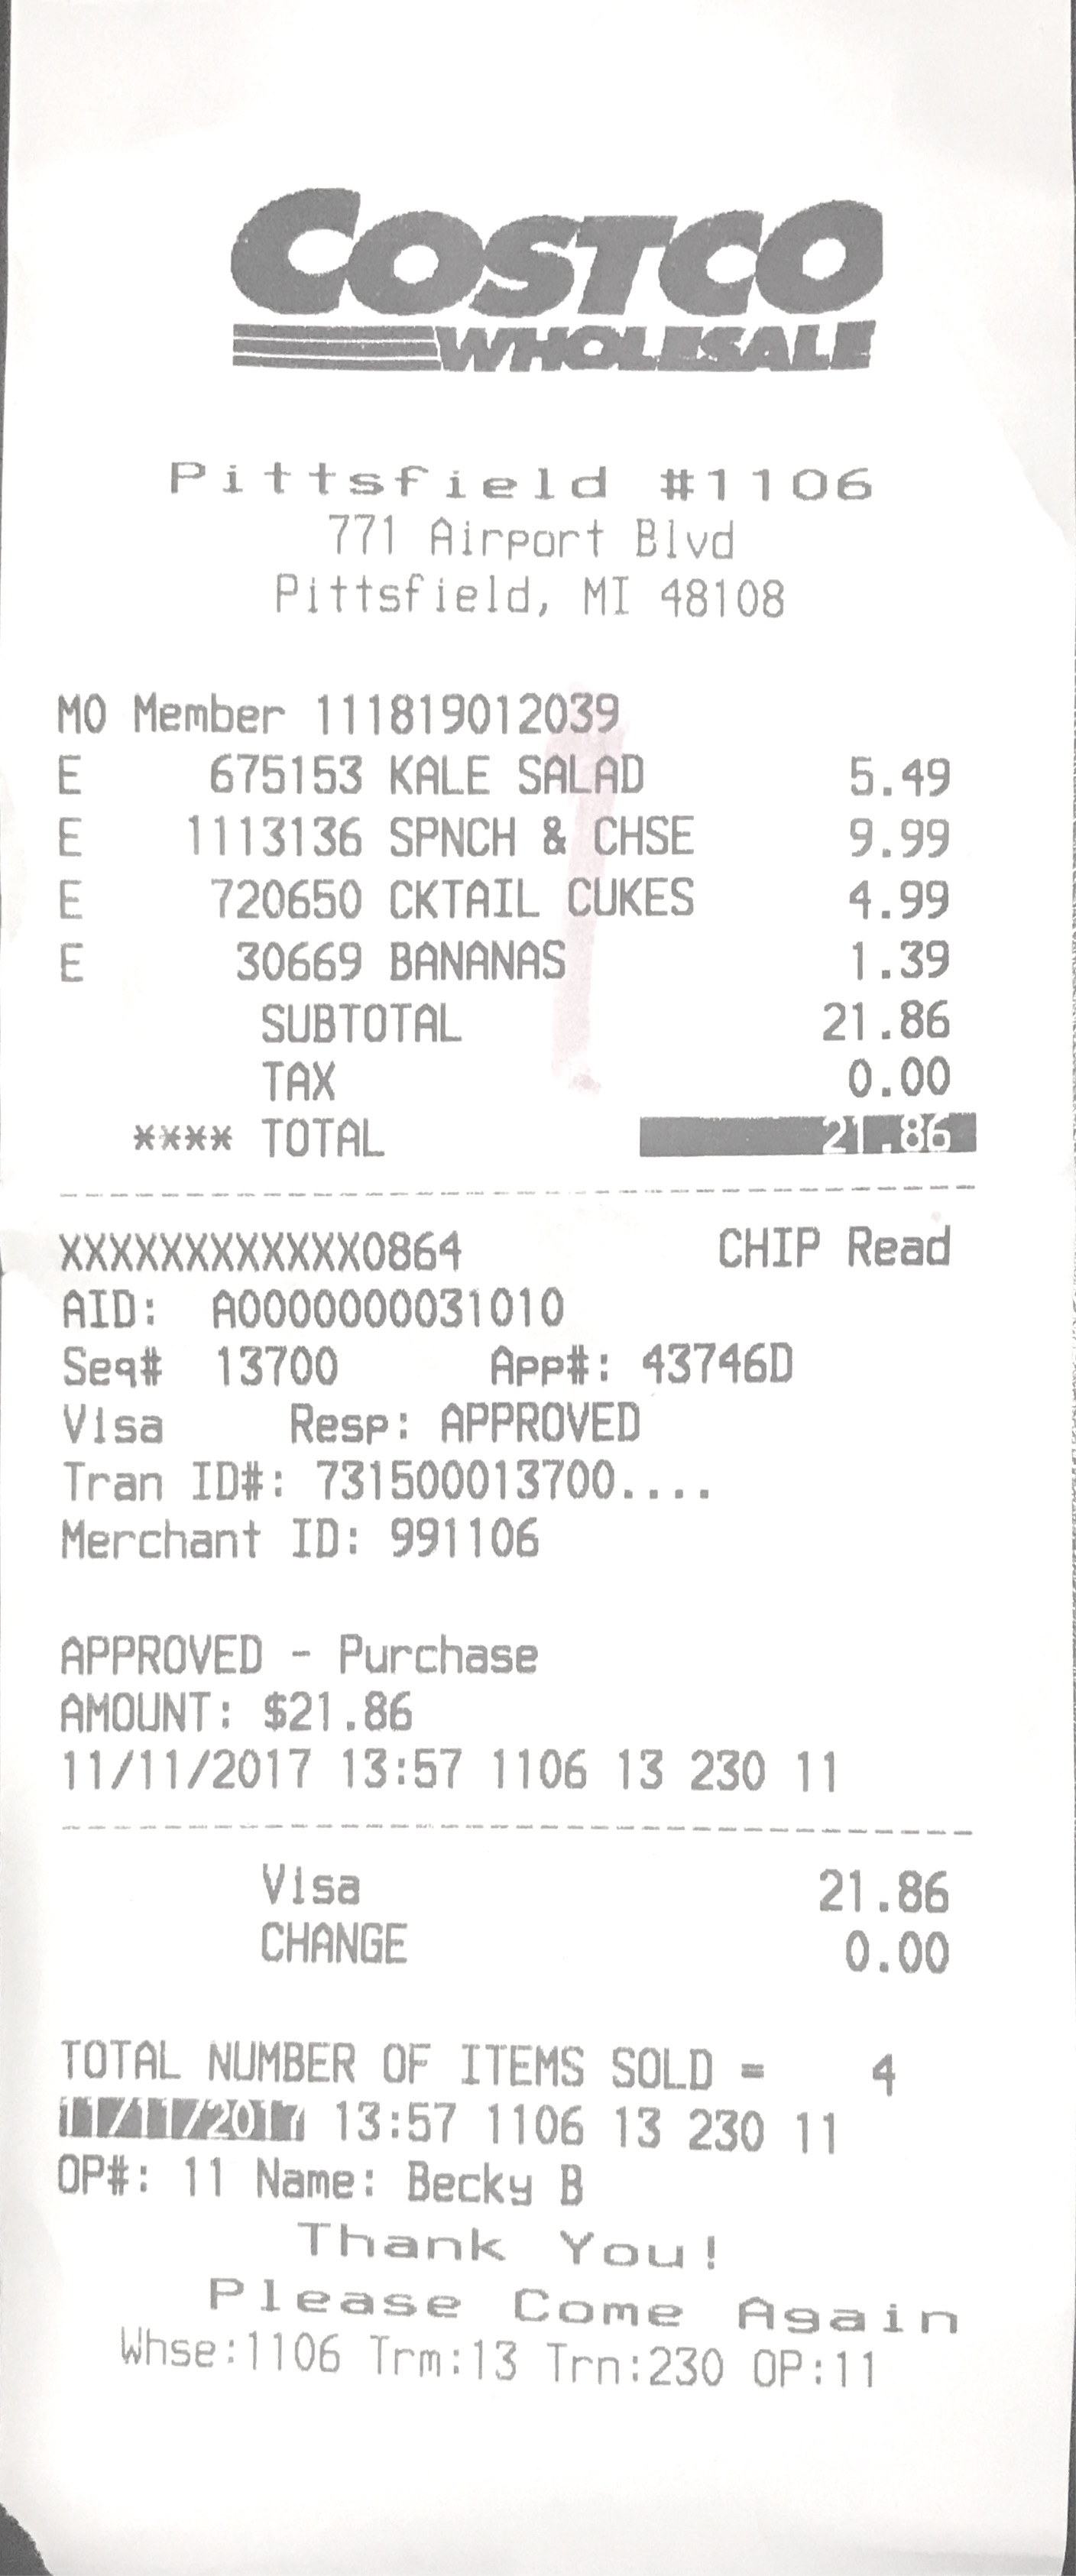 COSTCO
WHOLESALE
Pittsfield #1106
771 Airport Blvd
Pittsfield, MI 48108
MO Member 111819012039
E 675153 KALE SALAD 5.49
E 1113136 SPNCH & CHSE 9.99
E 720650 CKTAIL CUKES 4.99
E 30669 BANANAS 1.39
SUBTOTAL 21.86
TAX 0.00
**** TOTAL 21.86
XXXXXXXXXXXX0864 CHIP Read
AID: A0000000031010
Seq# 13700 App#: 43746D
Visa Resp: APPROVED
Tran ID#: 731500013700....
Merchant ID: 991106
APPROVED - Purchase
AMOUNT: $21.86
11/11/2017 13:57 1106 13 230 11
Visa 21.86
CHANGE 0.00
TOTAL NUMBER OF ITEMS SOLD = 4
11/11/2017 13:57 1106 13 230 11
OP#: 11 Name: Becky B
Thank You!
Please Come Again
Whse:1106 Trm:13 Trn:230 OP:11